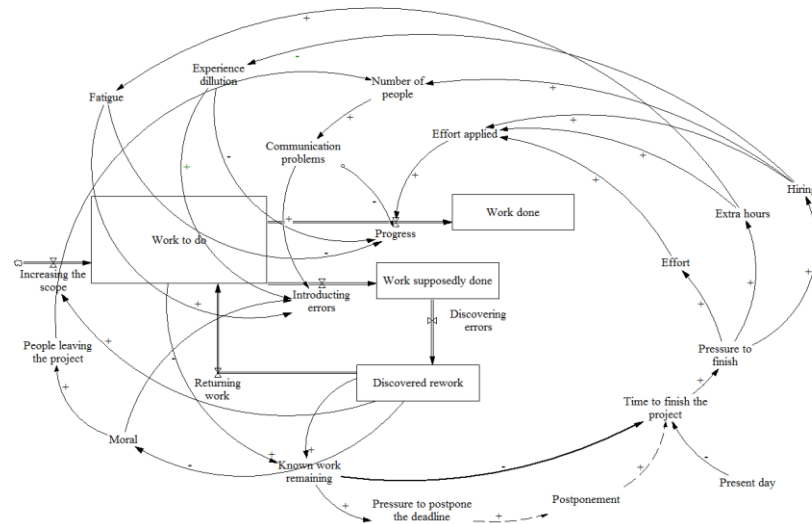 Experience
dillution
Fatigue
Number of
people
Communication
problems
Effort applied
Hiring
Extra hours
Work to do
Work done
Progress
Increasing the
scope
Introducting
errors
Work supposedly done
Effort
Discovering
errors
People leaving
the project
Returning
work
Discovered rework
Pressure to
finish
Time to finish the
project
Moral
Known work
remaining
Present day
Postponement
Pressure to postpone
the deadline